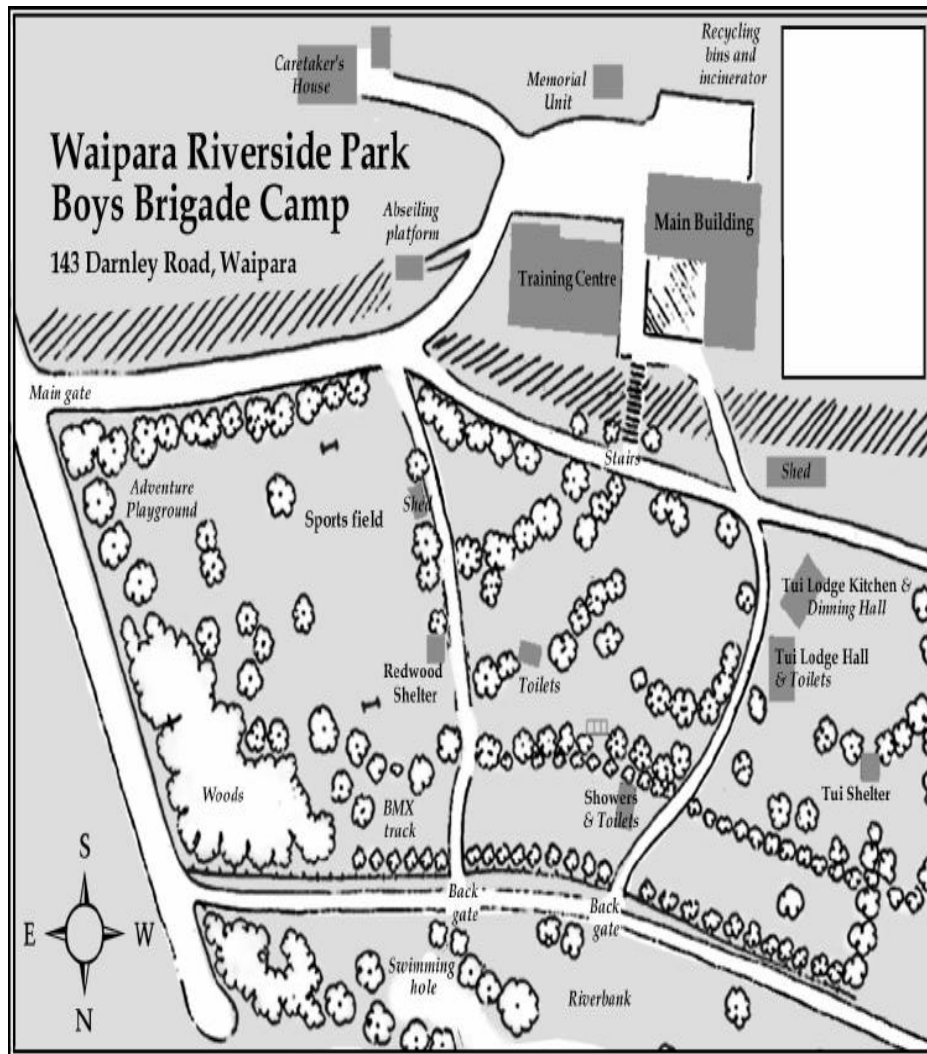 Caretaker's
House
Memorial
Unit
Recycling
bins and
incinerator
Waipara Riverside Park
Boys Brigade Camp
143 Darnley Road, Waipara
Abseiling
platform
Main Building
Training Centre
Main gate
Stairs
Shed
Adventure
Playground
Sports field
Shed
Tui Lodge Kitchen &
Dinning Hall
Redwood
Shelter
Toilets
Tui Lodge Hall
& Toilets
Woods
BMX
track
Showers
& Toilets
Tui Shelter
S
E
W
N
Back
gate
Back
gate
Swimming
hole
Riverbank